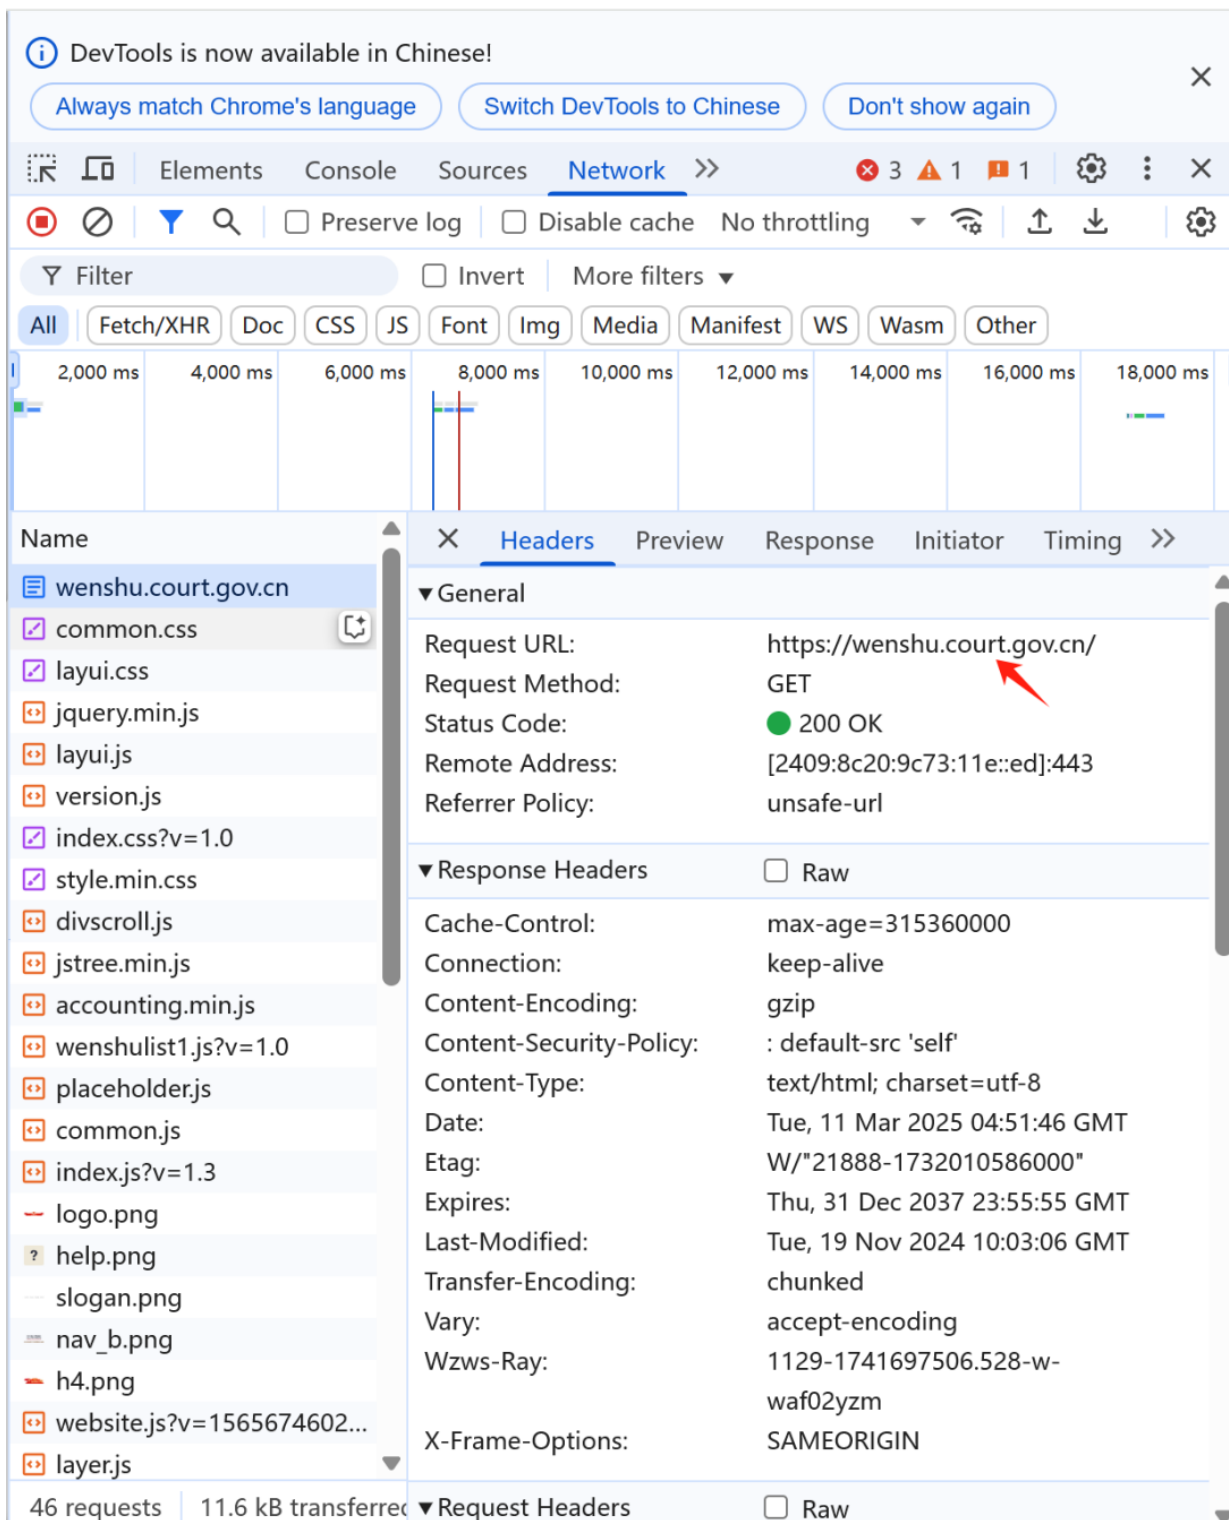 DevTools is now available in Chinese!
Always match Chrome's language
Switch DevTools to Chinese
Don't show again
Elements Console Sources Network 3 1 1
Preserve log Disable cache No throttling
Filter Invert More filters
All Fetch/XHR Doc CSS JS Font Img Media Manifest WS Wasm Other
2,000 ms 4,000 ms 6,000 ms 8,000 ms 10,000 ms 12,000 ms 14,000 ms 16,000 ms 18,000 ms
Name
wenshu.court.gov.cn
common.css
layui.css
jquery.min.js
layui.js
version.js
index.css?v=1.0
style.min.css
divscroll.js
jstree.min.js
accounting.min.js
wenshulist1.js?v=1.0
placeholder.js
common.js
index.js?v=1.3
logo.png
help.png
slogan.png
nav_b.png
h4.png
website.js?v=1565674602...
layer.js
46 requests 11.6 kB transferred
Headers Preview Response Initiator Timing
General
Request URL: https://wenshu.court.gov.cn/
Request Method: GET
Status Code: 200 OK
Remote Address: [2409:8c20:9c73:11e::ed]:443
Referrer Policy: unsafe-url
Response Headers Raw
Cache-Control: max-age=315360000
Connection: keep-alive
Content-Encoding: gzip
Content-Security-Policy: : default-src 'self'
Content-Type: text/html; charset=utf-8
Date: Tue, 11 Mar 2025 04:51:46 GMT
Etag: W/"21888-1732010586000"
Expires: Thu, 31 Dec 2037 23:55:55 GMT
Last-Modified: Tue, 19 Nov 2024 10:03:06 GMT
Transfer-Encoding: chunked
Vary: accept-encoding
Wzws-Ray: 1129-1741697506.528-w-
waf02yzm
X-Frame-Options: SAMEORIGIN
Request Headers Raw